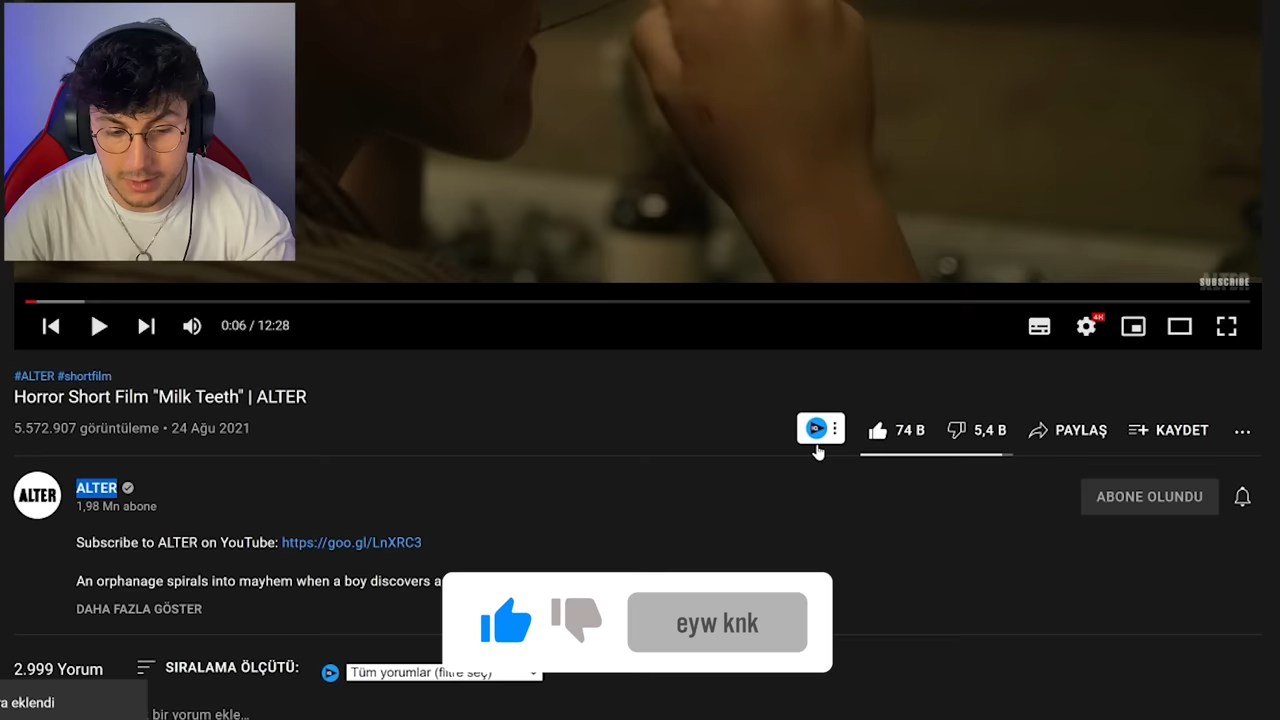 ALTER
SUBSCRIBE
0:06 / 12:28
#ALTER #shortfilm
Horror Short Film "Milk Teeth" | ALTER
5.572.907 görüntüleme • 24 Ağu 2021
74 B
5,4 B
PAYLAŞ
KAYDET
ALTER
ALTER
1,98 Mn abone
ABONE OLUNDU
Subscribe to ALTER on YouTube: https://goo.gl/LnXRC3
An orphanage spirals into mayhem when a boy discovers a
DAHA FAZLA GÖSTER
eyw knk
2.999 Yorum
SIRALAMA ÖLÇÜTÜ:
Tüm yorumlar (filtre seç)
a eklendi
bir yorum ekle...